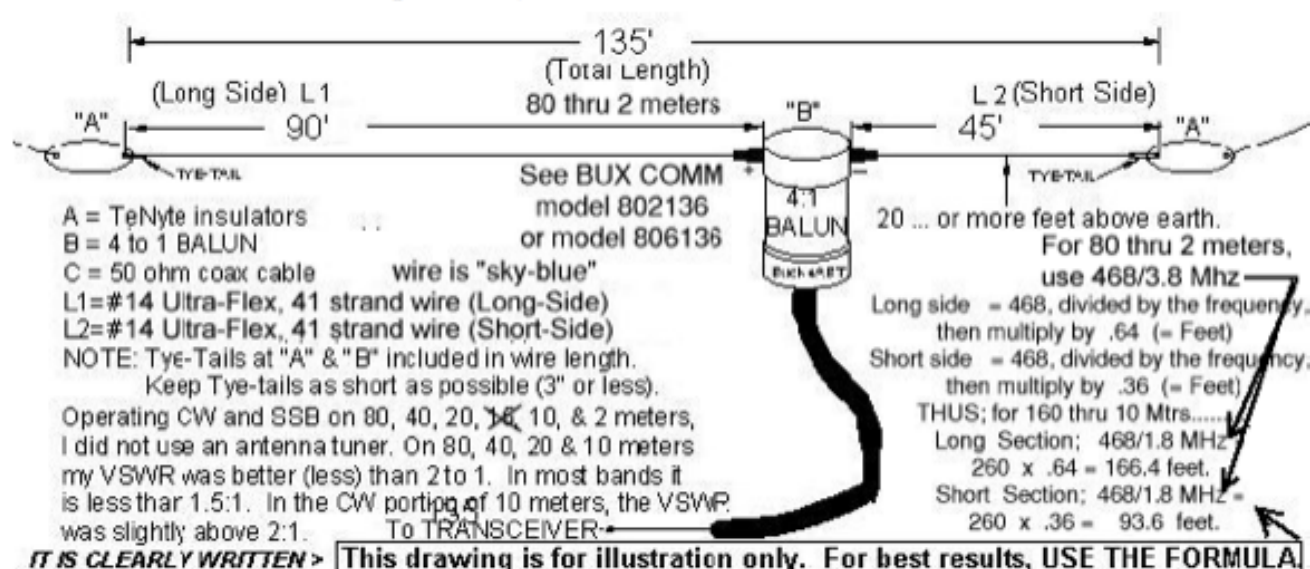 135'
(Total Length)
(Long Side) L1
80 thru 2 meters
"B"
L 2 (Short Side)
"A"
90'
45'
"A"
TYE-TAIL
TYE-TAIL
+
−
4:1
BALUN
See BUX COMM
model 802136
or model 806136
wire is "sky-blue"
A = TeNyte insulators
B = 4 to 1 BALUN
C = 50 ohm coax cable
L1=#14 Ultra-Flex, 41 strand wire (Long-Side)
L2=#14 Ultra-Flex, 41 strand wire (Short-Side)
NOTE: Tye-Tails at "A" & "B" included in wire length.
Keep Tye-tails as short as possible (3" or less).
Operating CW and SSB on 80, 40, 20, 15, 10, & 2 meters,
I did not use an antenna tuner. On 80, 40, 20 & 10 meters
my VSWR was better (less) than 2 to 1. In most bands it
is less thar 1.5:1. In the CW portion of 10 meters, the VSWR
was slightly above 2:1.
To TRANSCEIVER
20 ... or more feet above earth.
For 80 thru 2 meters,
use 468/3.8 Mhz
Long side = 468, divided by the frequency,
then multiply by .64 (= Feet)
Short side = 468, divided by the frequency,
then multiply by .36 (= Feet)
THUS; for 160 thru 10 Mtrs......
Long Section; 468/1.8 MHz
260 x .64 = 166.4 feet.
Short Section; 468/1.8 MHz =
260 x .36 = 93.6 feet.
IT IS CLEARLY WRITTEN > This drawing is for illustration only. For best results, USE THE FORMULA